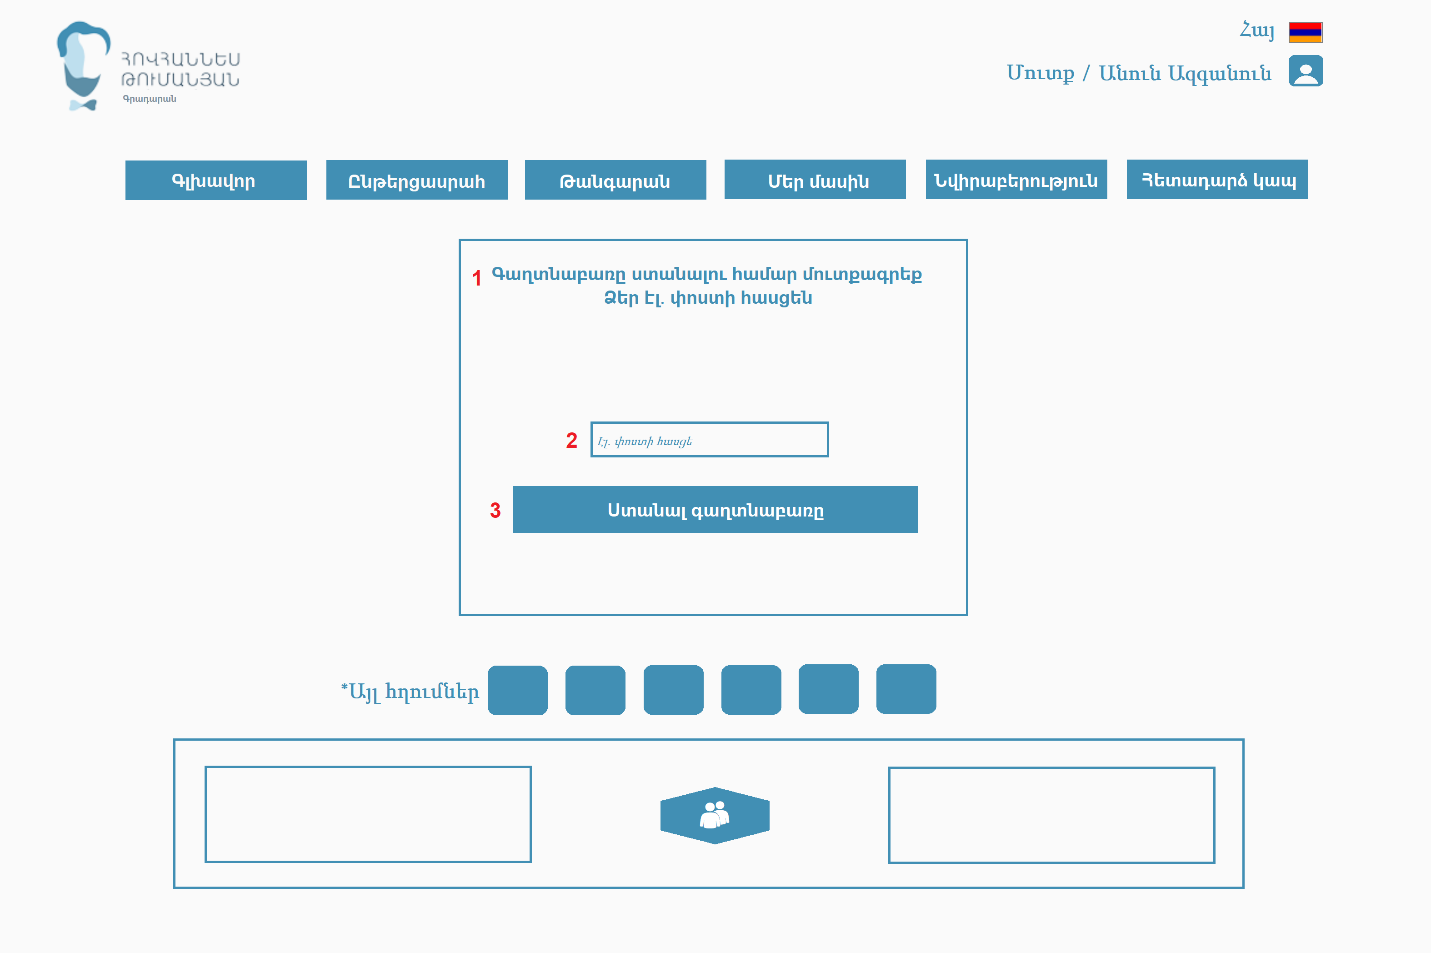 ՀՈՎՀԱՆՆԵՍ
ԹՈՒՄԱՆՅԱՆ
Գրադարան
Հայ
Մուտք / Անուն Ազգանուն
Գլխավոր
Ընթերցասրահ
Թանգարան
Մեր մասին
Նվիրաբերություն
Հետադարձ կապ
1 Գաղտնաբառը ստանալու համար մուտքագրեք
Ձեր էլ. փոստի հասցեն
2 էլ. փոստի հասցե
3 Ստանալ գաղտնաբառը
*Այլ հղումներ